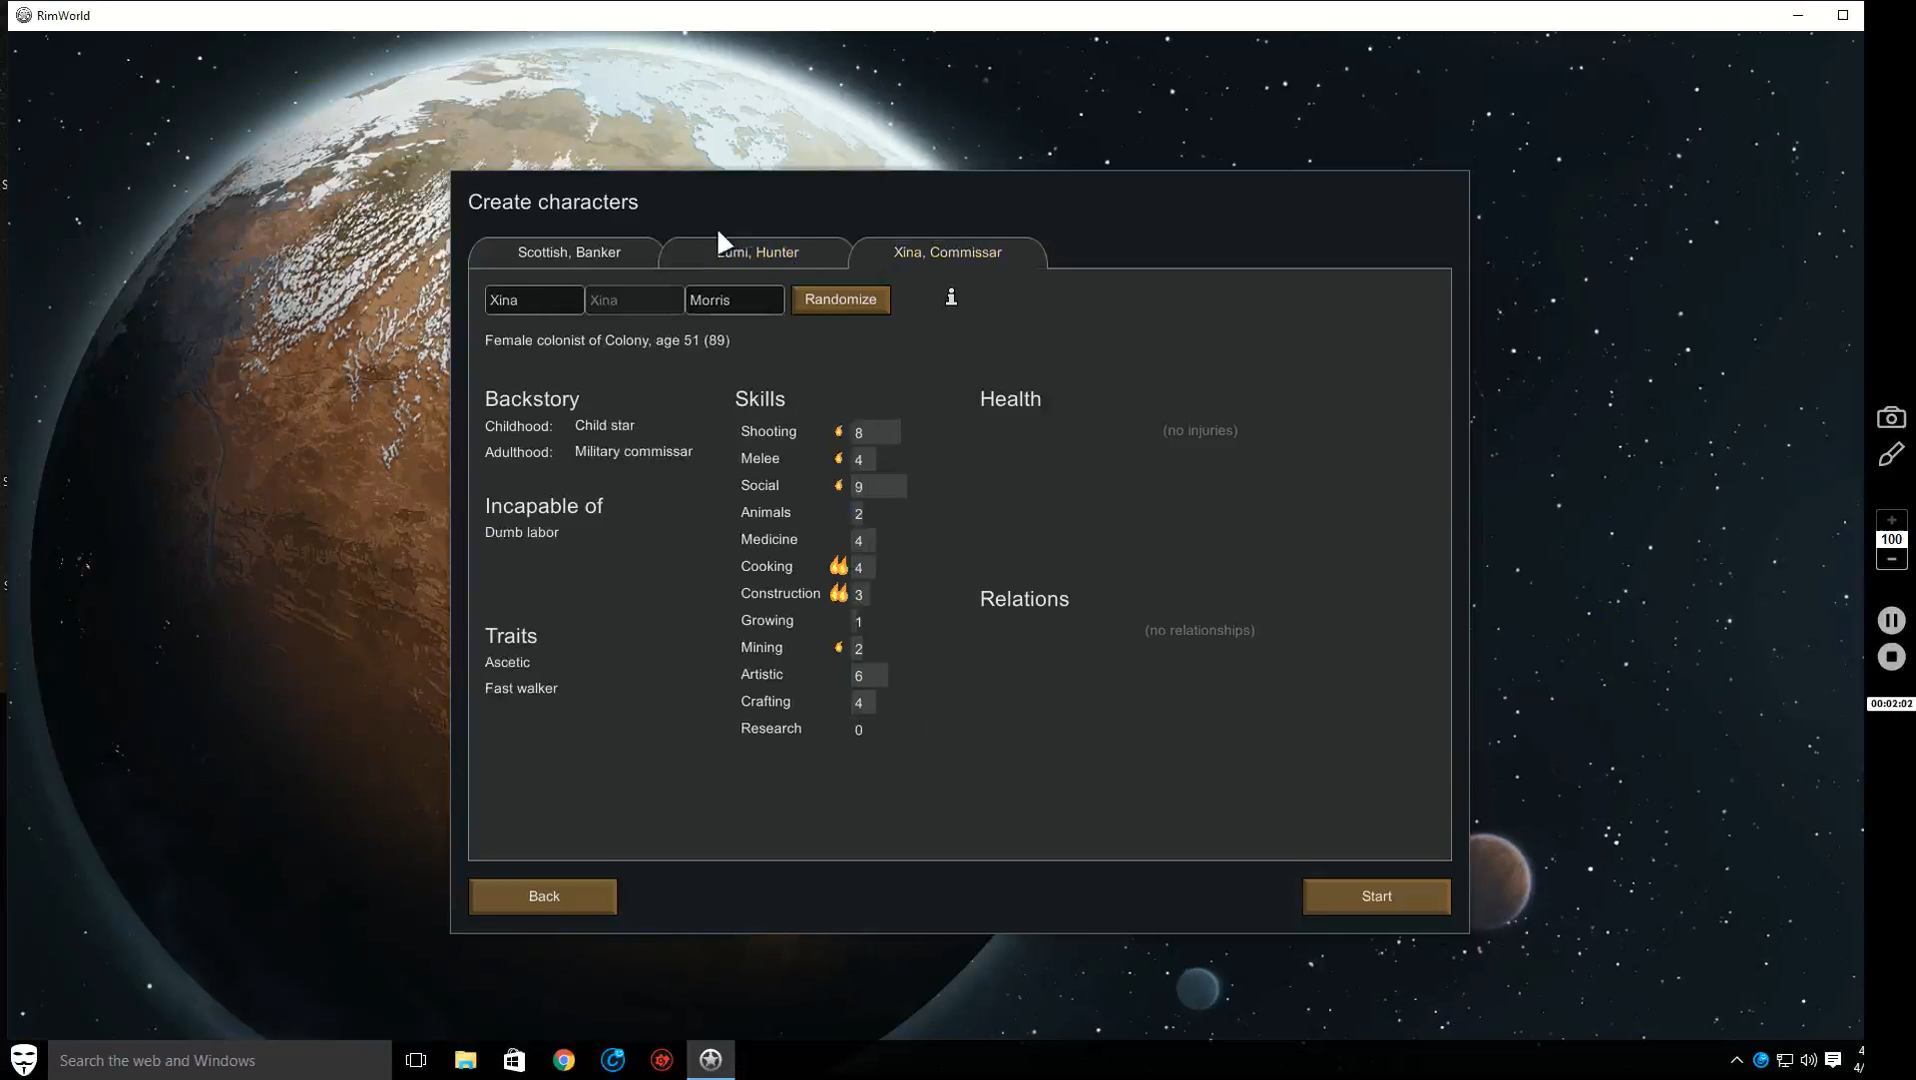 RimWorld
Create characters
Scottish, Banker
Hunter
Xina, Commissar
Xina
Xina
Morris
Randomize
Female colonist of Colony, age 51 (89)
Backstory
Childhood: Child star
Adulthood: Military commissar
Incapable of
Dumb labor
Traits
Ascetic
Fast walker
Skills
Shooting 8
Melee 4
Social 9
Animals 2
Medicine 4
Cooking 4
Construction 3
Growing 1
Mining 2
Artistic 6
Crafting 4
Research 0
Health
(no injuries)
Relations
(no relationships)
Back
Start
100
00:02:02
Search the web and Windows